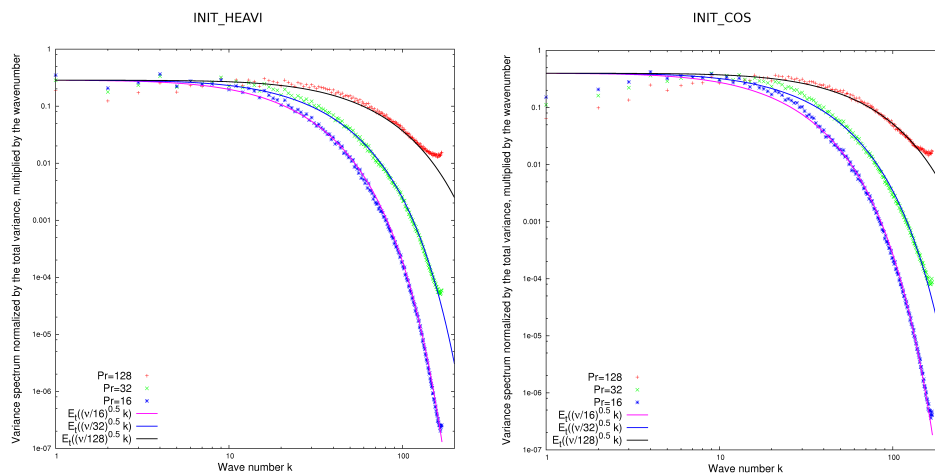 INIT_HEAVI
INIT_COS
Variance spectrum normalized by the total variance, multiplied by the wavenumber
1
0.1
0.01
0.001
1e-04
1e-05
1e-06
1e-07
Pr=128
Pr=32
Pr=16
E_t((ν/16)^0.5 k)
E_t((ν/32)^0.5 k)
E_t((ν/128)^0.5 k)
1
10
100
Wave number k
Variance spectrum normalized by the total variance, multiplied by the wavenumber
1
0.1
0.01
0.001
1e-04
1e-05
1e-06
1e-07
Pr=128
Pr=32
Pr=16
E_t((ν/16)^0.5 k)
E_t((ν/32)^0.5 k)
E_t((ν/128)^0.5 k)
1
10
100
Wave number k